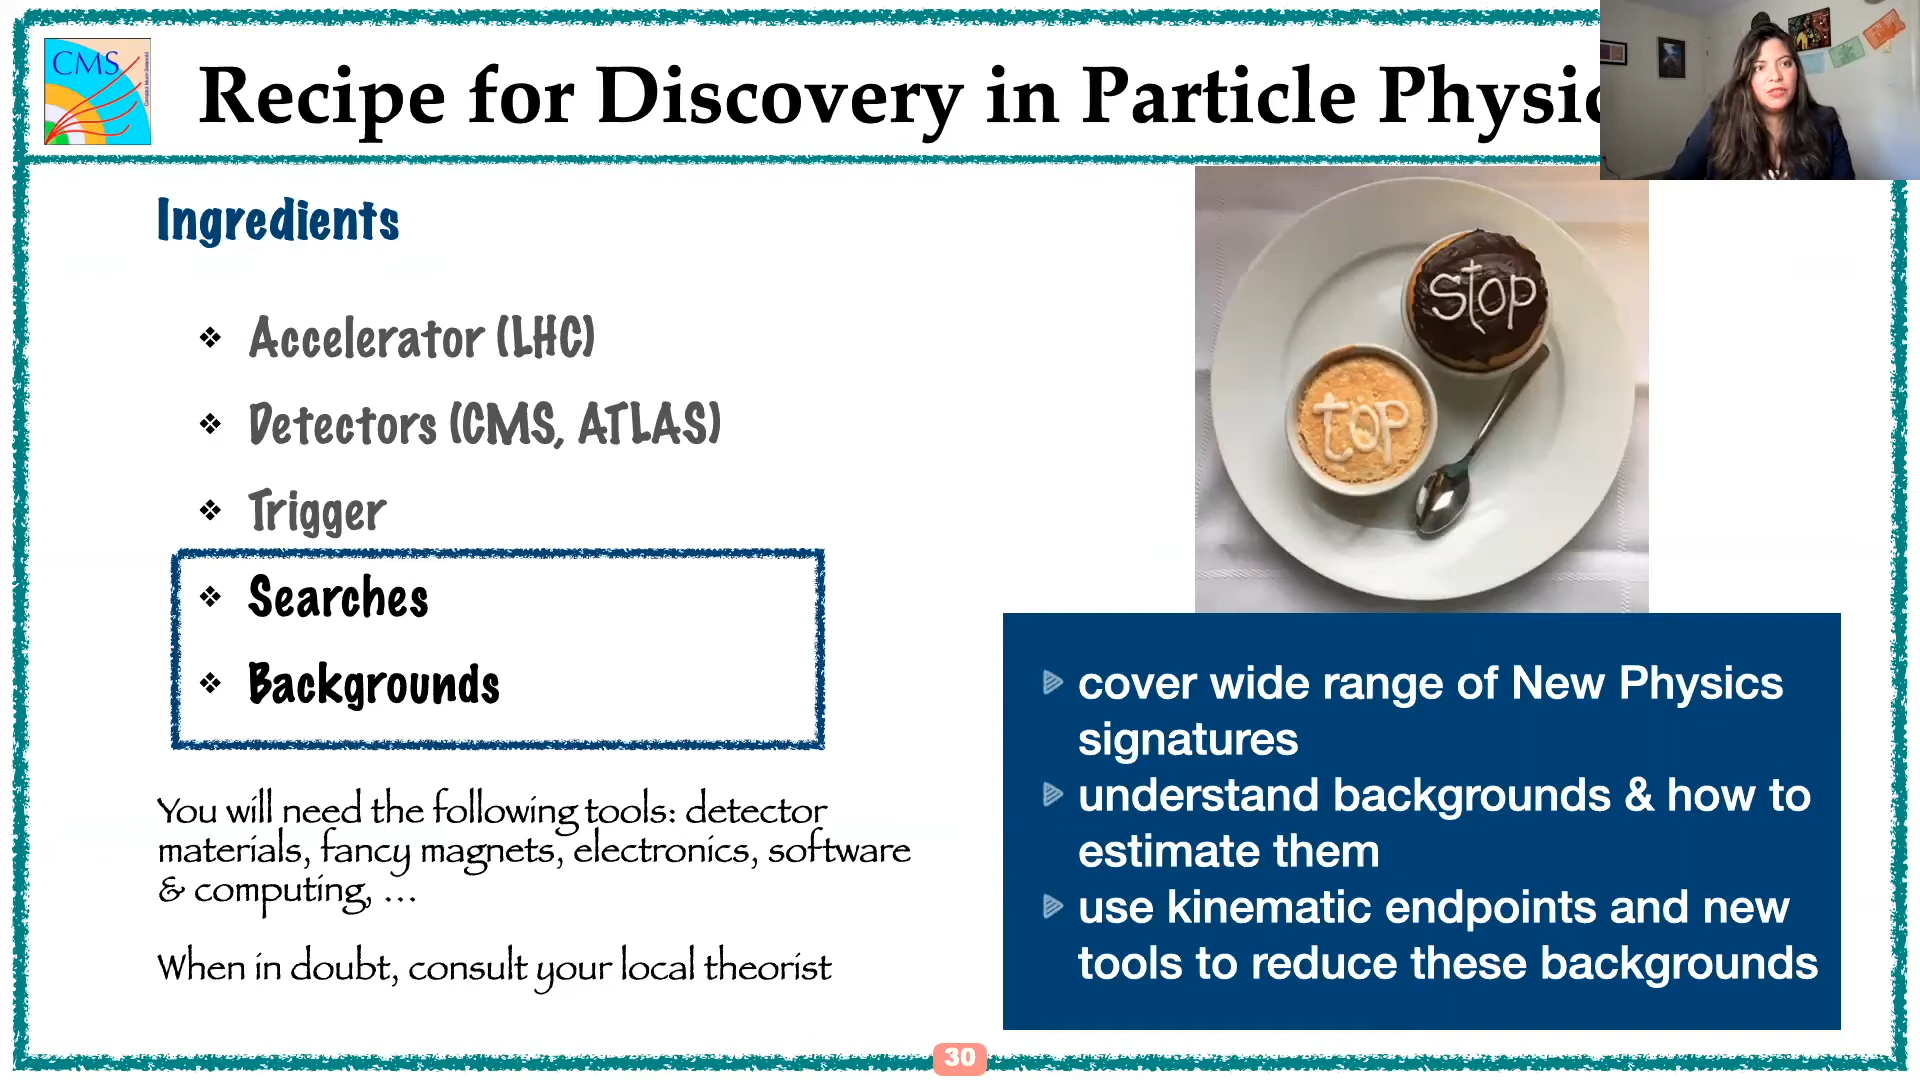 CMS
Recipe for Discovery in Particle Physic
Ingredients
❖ Accelerator (LHC)
❖ Detectors (CMS, ATLAS)
❖ Trigger
❖ Searches
❖ Backgrounds
You will need the following tools: detector
materials, fancy magnets, electronics, software
& computing, …
When in doubt, consult your local theorist
stop
top
cover wide range of New Physics
signatures
understand backgrounds & how to
estimate them
use kinematic endpoints and new
tools to reduce these backgrounds
30